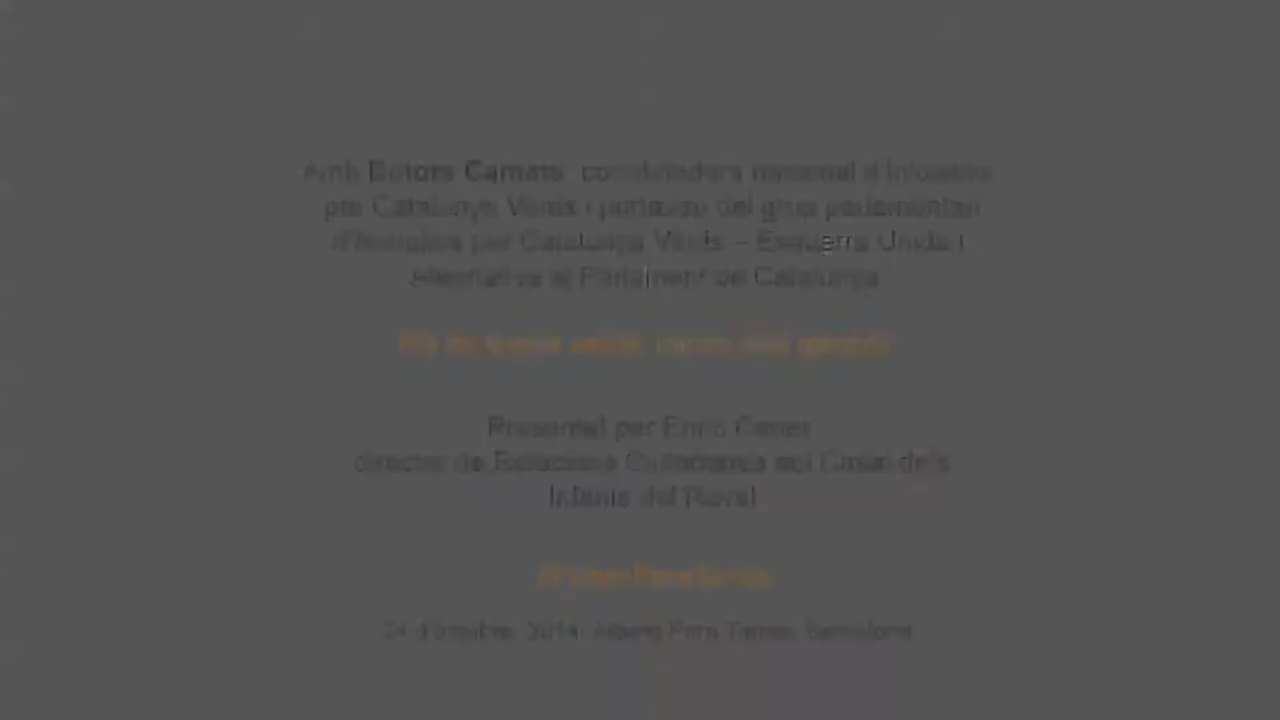 Amb Dolors Camats, coordinadora nacional d'Iniciativa
per Catalunya Verds i portaveu del grup parlamentari
d'Iniciativa per Catalunya Verds – Esquerra Unida i
Alternativa al Parlament de Catalunya
Presentat per Enric Canet
director de Relacions Ciutadanes del Casal dels
Infants del Raval
2014, Alberg Pere Tarrés, Barcelona